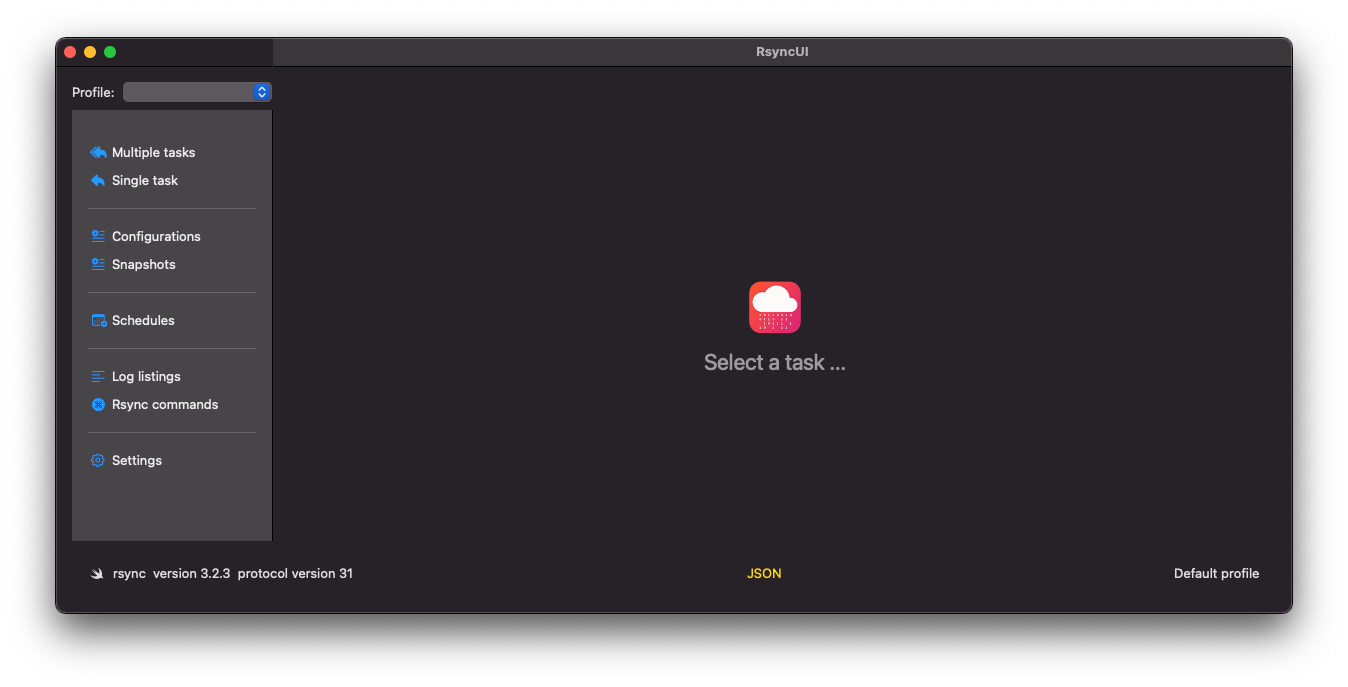 RsyncUI
Profile:
Multiple tasks
Single task
Configurations
Snapshots
Schedules
Log listings
Rsync commands
Settings
Select a task ...
rsync version 3.2.3 protocol version 31
JSON
Default profile